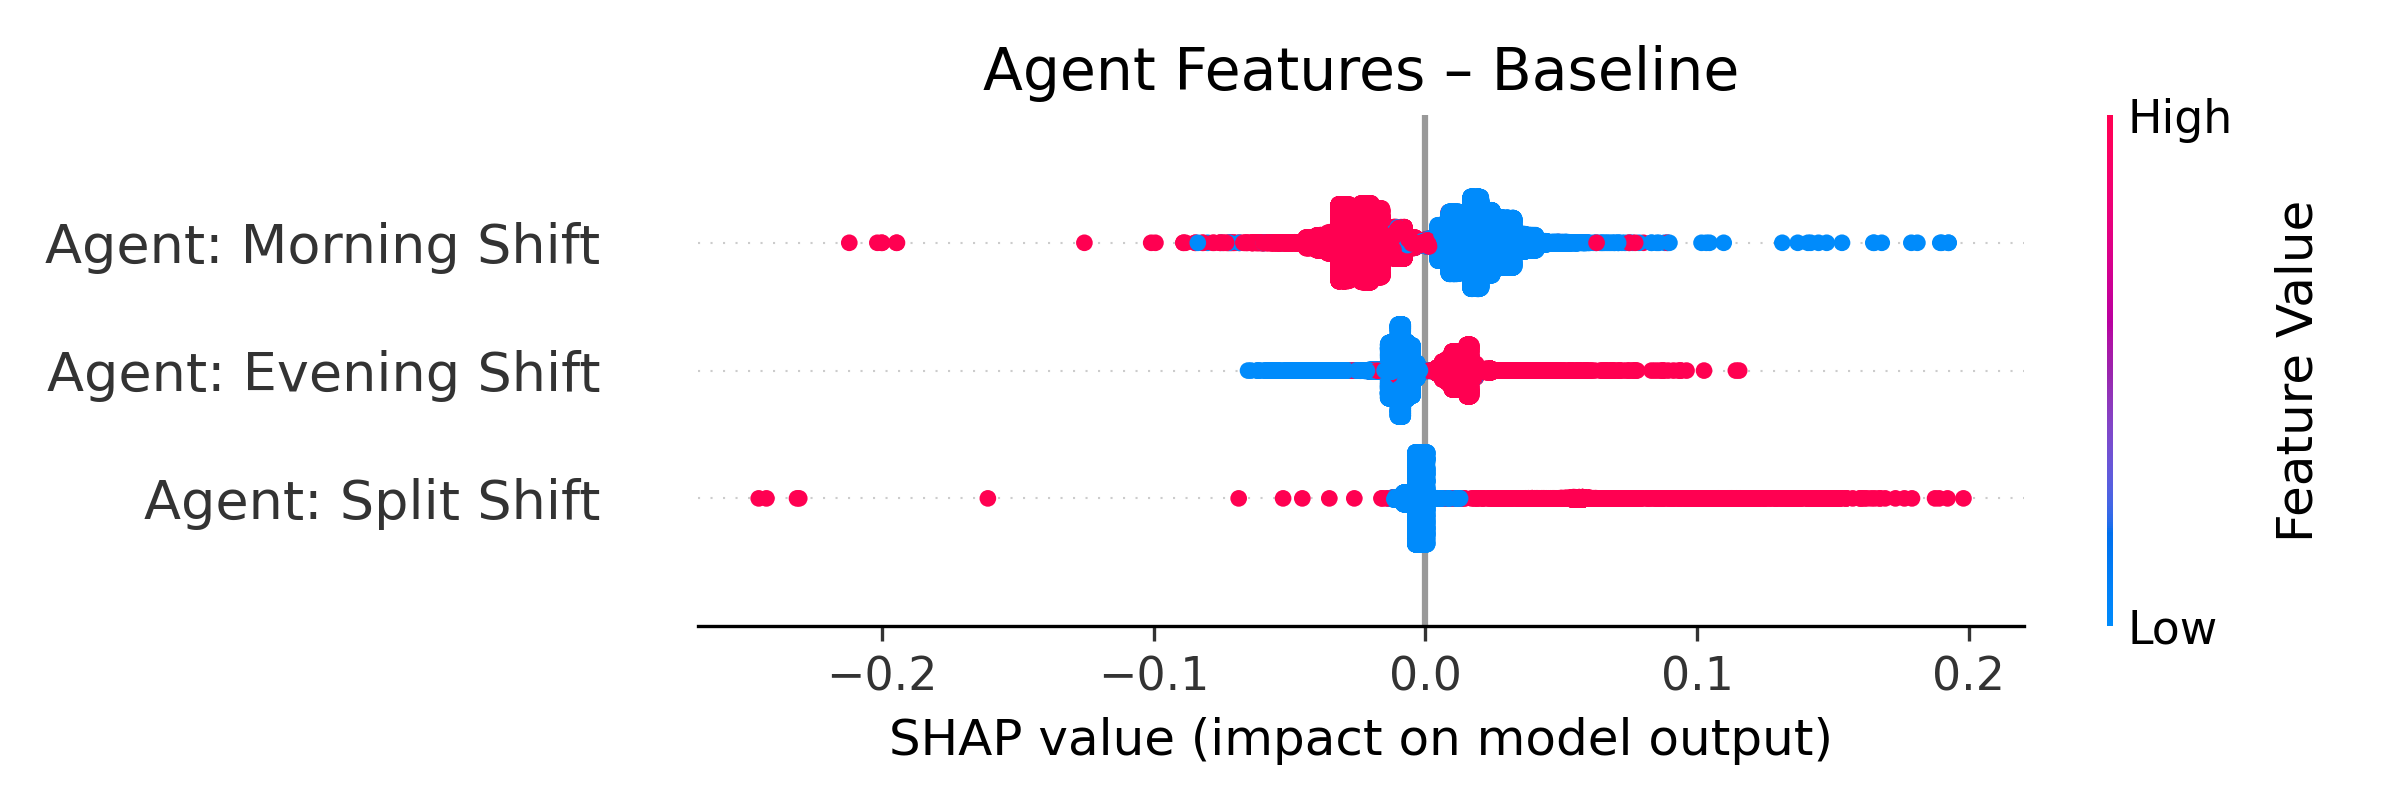 Agent Features – Baseline
High
Agent: Morning Shift
Agent: Evening Shift
Agent: Split Shift
Feature Value
Low
−0.2
−0.1
0.0
0.1
0.2
SHAP value (impact on model output)